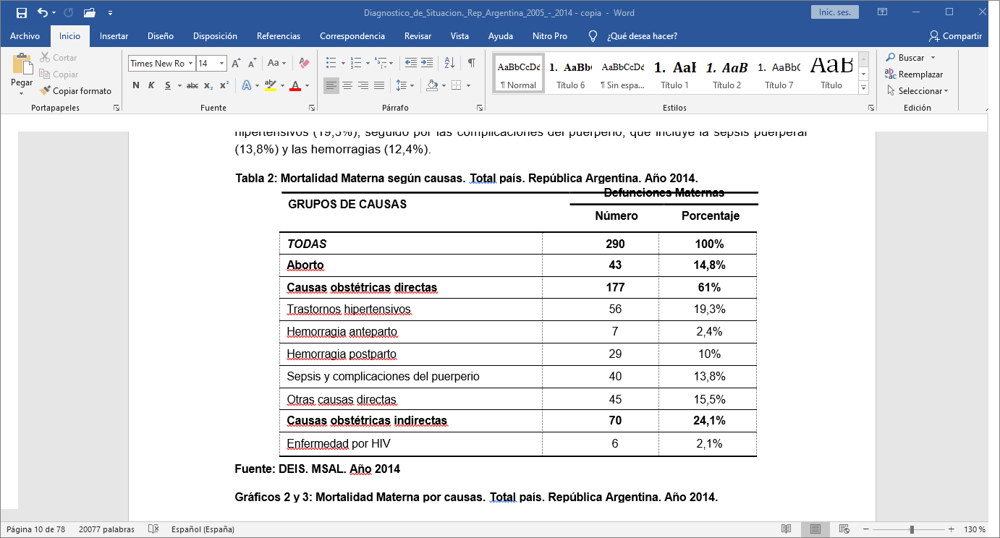 Diagnostico_de_Situacion._Rep_Argentina_2005_-_2014 - copia - Word
Inic. ses.
Archivo Inicio Insertar Diseño Disposición Referencias Correspondencia Revisar Vista Ayuda Nitro Pro ¿Qué desea hacer? Compartir
Pegar
Cortar
Copiar
Copiar formato
Portapapeles
Times New Ro 14
N K S abc x₂ x²
Fuente
Párrafo
AaBbCcDd 1. AaBb( AaBbCcDd 1. AaI 1. AaB. 1. AaBb( AaB
¶ Normal Título 6 ¶ Sin espa... Título 1 Título 2 Título 7 Título
Estilos
Buscar
Reemplazar
Seleccionar
Edición
hipertensivos (19,3%), seguido por las complicaciones del puerperio, que incluye la sepsis puerperal
(13,8%) y las hemorragias (12,4%).
Tabla 2: Mortalidad Materna según causas. Total país. República Argentina. Año 2014.
GRUPOS DE CAUSAS Defunciones Maternas
Número Porcentaje
TODAS 290 100%
Aborto 43 14,8%
Causas obstétricas directas 177 61%
Trastornos hipertensivos 56 19,3%
Hemorragia anteparto 7 2,4%
Hemorragia postparto 29 10%
Sepsis y complicaciones del puerperio 40 13,8%
Otras causas directas 45 15,5%
Causas obstétricas indirectas 70 24,1%
Enfermedad por HIV 6 2,1%
Fuente: DEIS. MSAL. Año 2014
Gráficos 2 y 3: Mortalidad Materna por causas. Total país. República Argentina. Año 2014.
Página 10 de 78 20077 palabras Español (España) 130 %